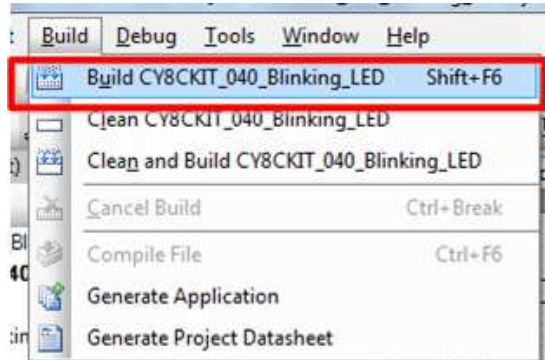 Build Debug Tools Window Help
Build CY8CKIT_040_Blinking_LED Shift+F6
Clean CY8CKIT_040_Blinking_LED
Clean and Build CY8CKIT_040_Blinking_LED
Cancel Build Ctrl+Break
Compile File Ctrl+F6
Generate Application
Generate Project Datasheet